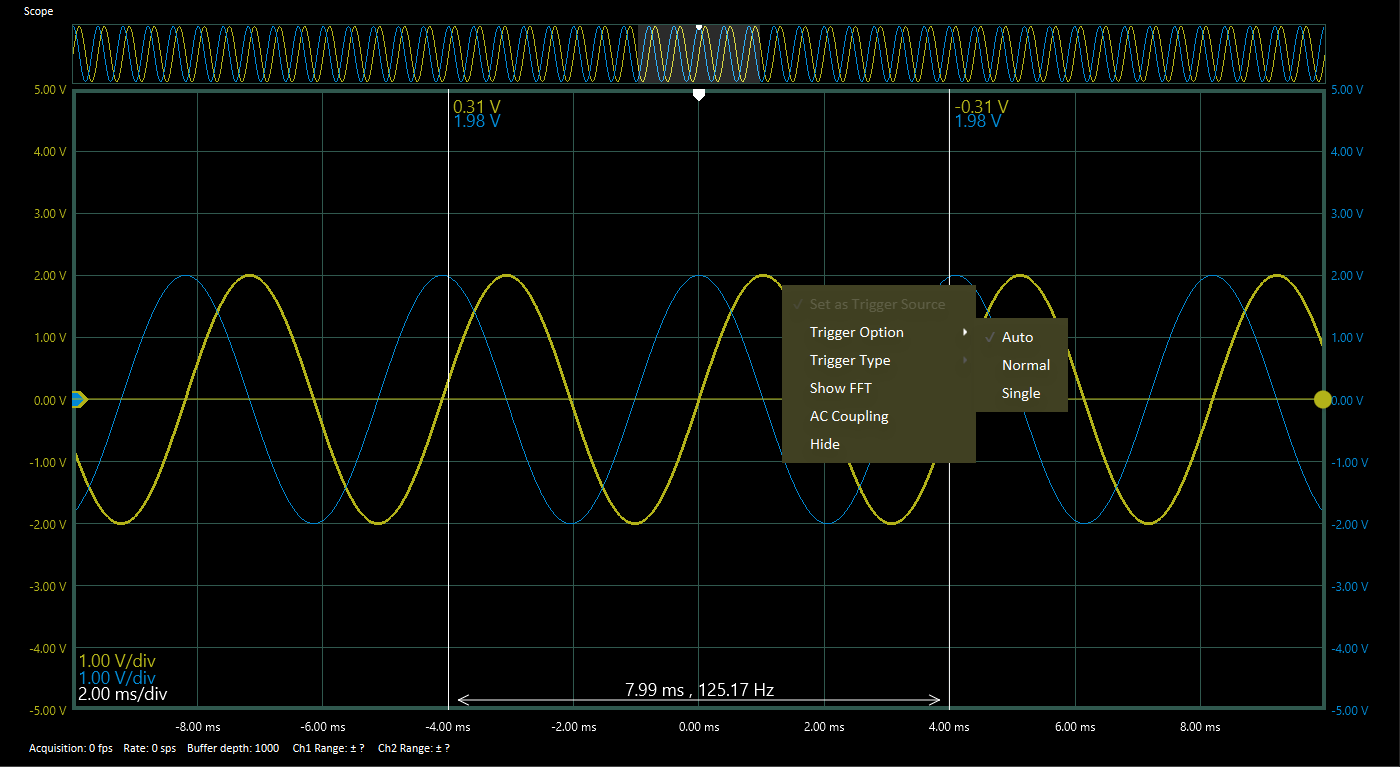 Scope
5.00 V 5.00 V
0.31 V -0.31 V
1.98 V 1.98 V
4.00 V 4.00 V
3.00 V 3.00 V
2.00 V 2.00 V
Set as Trigger Source
Trigger Option
1.00 V Auto 1.00 V
Trigger Type
Normal
Show FFT
Single
0.00 V 0.00 V
AC Coupling
Hide
-1.00 V -1.00 V
-2.00 V -2.00 V
-3.00 V -3.00 V
-4.00 V -4.00 V
1.00 V/div
1.00 V/div
2.00 ms/div
7.99 ms , 125.17 Hz
-5.00 V -5.00 V
-8.00 ms -6.00 ms -4.00 ms -2.00 ms 0.00 ms 2.00 ms 4.00 ms 6.00 ms 8.00 ms
Acquisition: 0 fps Rate: 0 sps Buffer depth: 1000 Ch1 Range: ± ? Ch2 Range: ± ?